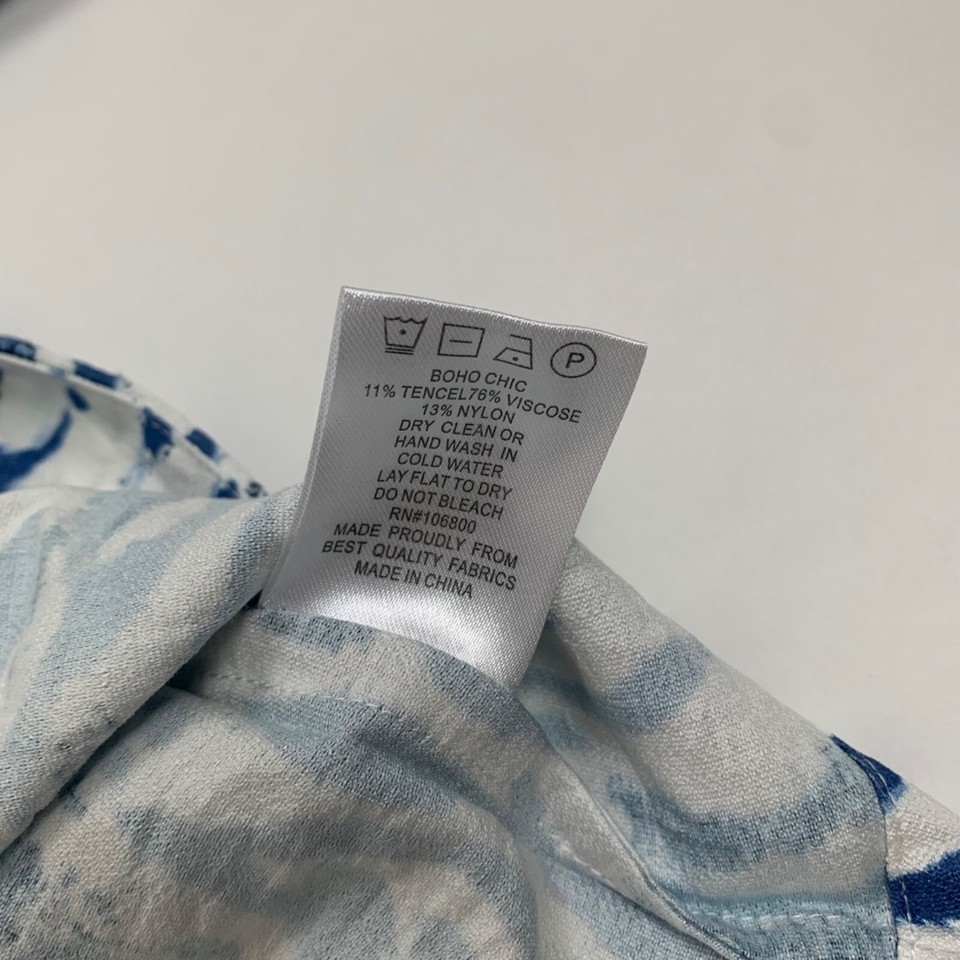 P
BOHO CHIC
11% TENCEL76% VISCOSE
13% NYLON
DRY CLEAN OR
HAND WASH IN
COLD WATER
LAY FLAT TO DRY
DO NOT BLEACH
RN#106800
MADE PROUDLY FROM
BEST QUALITY FABRICS
MADE IN CHINA